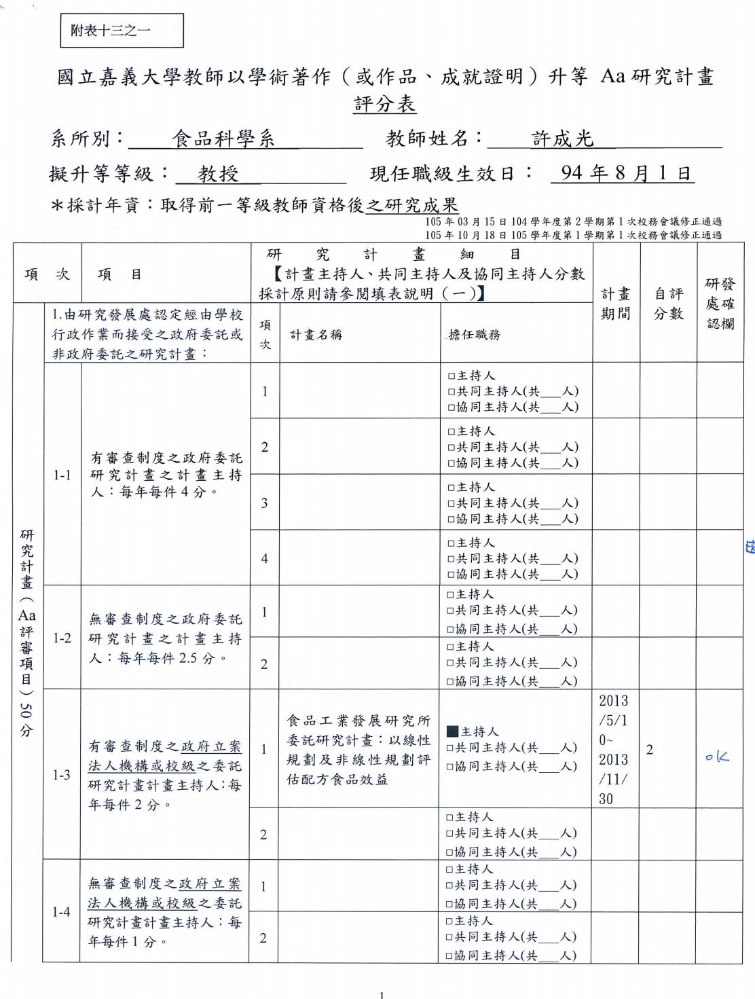 附表十三之一
國立嘉義大學教師以學術著作（或作品、成就證明）升等 Aa 研究計畫
評分表
系所別：食品科學系 教師姓名：許成光
擬升等等級：教授 現任職級生效日： 94 年 8 月 1 日
＊採計年資：取得前一等級教師資格後之研究成果
105 年 03 月 15 日 104 學年度第 2 學期第 1 次校務會議修正通過
105 年 10 月 18 日 105 學年度第 1 學期第 1 次校務會議修正通過
項 次
項 目
研 究 計 畫 細 目
【計畫主持人、共同主持人及協同主持人分數
採計原則請參閱填表說明（一）】
計畫
期間
自評
分數
研發
處確
認欄
1.由研究發展處認定經由學校
行政作業而接受之政府委託或
非政府委託之研究計畫：
項
次
計畫名稱
擔任職務
研究計畫（Aa評審項目）50分
1-1
有審查制度之政府委託
研究計畫之計畫主持
人：每年每件 4 分。
1
□主持人
□共同主持人(共___人)
□協同主持人(共___人)
2
□主持人
□共同主持人(共___人)
□協同主持人(共___人)
3
□主持人
□共同主持人(共___人)
□協同主持人(共___人)
4
□主持人
□共同主持人(共___人)
□協同主持人(共___人)
1-2
無審查制度之政府委託
研究計畫之計畫主持
人：每年每件 2.5 分。
1
□主持人
□共同主持人(共___人)
□協同主持人(共___人)
2
□主持人
□共同主持人(共___人)
□協同主持人(共___人)
1-3
有審查制度之政府立案
法人機構或校級之委託
研究計畫計畫主持人：每
年每件 2 分。
1
食品工業發展研究所
委託研究計畫：以線性
規劃及非線性規劃評
估配方食品效益
■主持人
□共同主持人(共___人)
□協同主持人(共___人)
2013
/5/1
0~
2013
/11/
30
2
ok
2
□主持人
□共同主持人(共___人)
□協同主持人(共___人)
1-4
無審查制度之政府立案
法人機構或校級之委託
研究計畫計畫主持人：每
年每件 1 分。
1
□主持人
□共同主持人(共___人)
□協同主持人(共___人)
2
□主持人
□共同主持人(共___人)
□協同主持人(共___人)
1